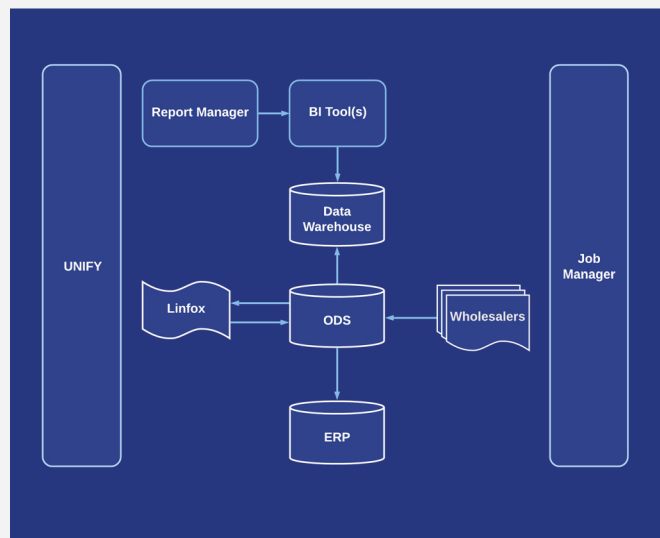 Report Manager
BI Tool(s)
Data
Warehouse
UNIFY
Job
Manager
Linfox
ODS
Wholesalers
ERP